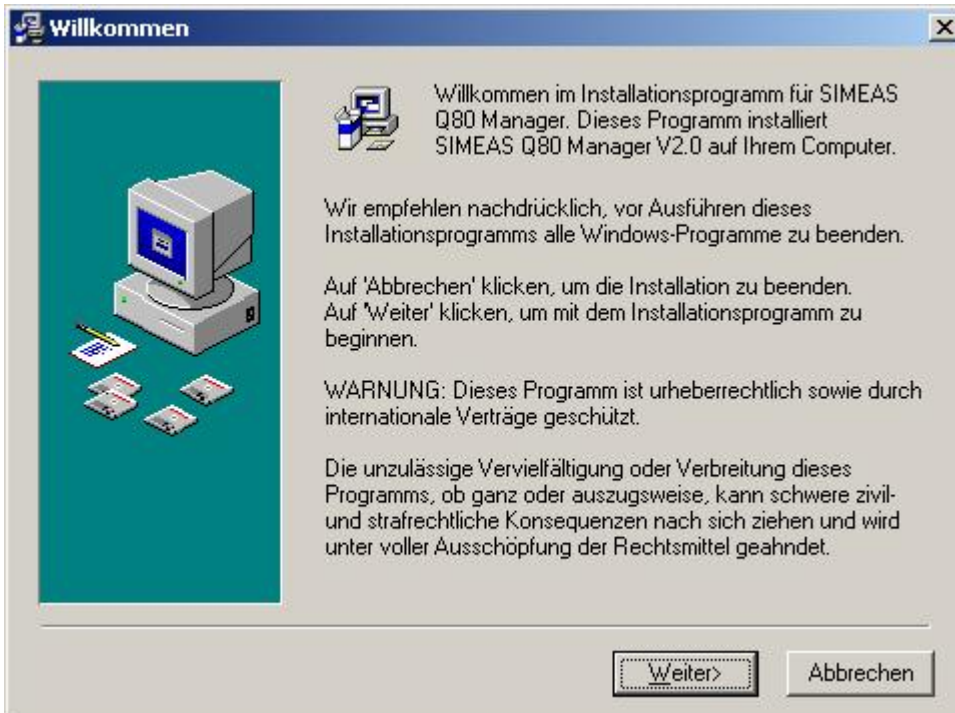 Willkommen
Willkommen im Installationsprogramm für SIMEAS
Q80 Manager. Dieses Programm installiert
SIMEAS Q80 Manager V2.0 auf Ihrem Computer.
Wir empfehlen nachdrücklich, vor Ausführen dieses
Installationsprogramms alle Windows-Programme zu beenden.
Auf 'Abbrechen' klicken, um die Installation zu beenden.
Auf 'Weiter' klicken, um mit dem Installationsprogramm zu
beginnen.
WARNUNG: Dieses Programm ist urheberrechtlich sowie durch
internationale Verträge geschützt.
Die unzulässige Vervielfältigung oder Verbreitung dieses
Programms, ob ganz oder auszugsweise, kann schwere zivil-
und strafrechtliche Konsequenzen nach sich ziehen und wird
unter voller Ausschöpfung der Rechtsmittel geahndet.
Weiter>
Abbrechen